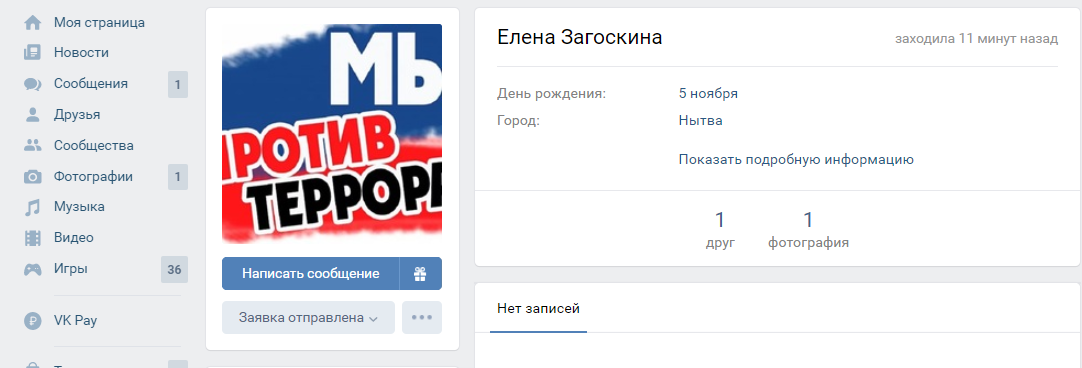 Моя страница
Новости
Сообщения 1
Друзья
Сообщества
Фотографии 1
Музыка
Видео
Игры 36
VK Pay
МЫ
РОТИВ
ТЕРРОР
Написать сообщение
Заявка отправлена
Елена Загоскина
заходила 11 минут назад
День рождения: 5 ноября
Город: Нытва
Показать подробную информацию
1 друг
1 фотография
Нет записей